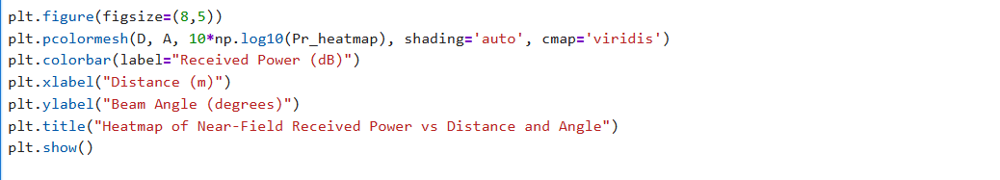 plt.figure(figsize=(8,5))
plt.pcolormesh(D, A, 10*np.log10(Pr_heatmap), shading='auto', cmap='viridis')
plt.colorbar(label="Received Power (dB)")
plt.xlabel("Distance (m)")
plt.ylabel("Beam Angle (degrees)")
plt.title("Heatmap of Near-Field Received Power vs Distance and Angle")
plt.show()